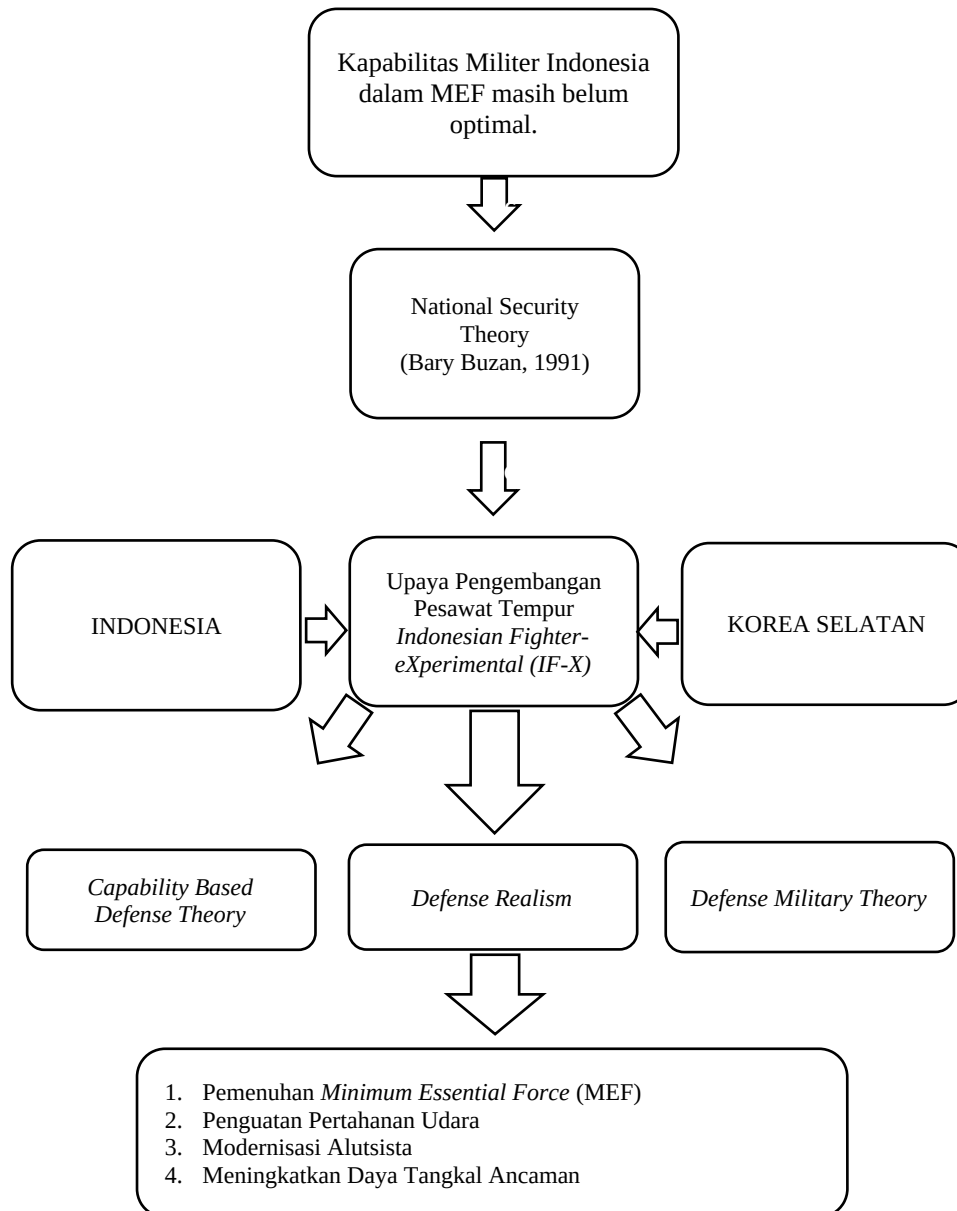 Kapabilitas Militer Indonesia
dalam MEF masih belum
optimal.
National Security
Theory
(Bary Buzan, 1991)
INDONESIA
Upaya Pengembangan
Pesawat Tempur
Indonesian Fighter-
eXperimental (IF-X)
KOREA SELATAN
Capability Based
Defense Theory
Defense Realism
Defense Military Theory
1. Pemenuhan Minimum Essential Force (MEF)
2. Penguatan Pertahanan Udara
3. Modernisasi Alutsista
4. Meningkatkan Daya Tangkal Ancaman